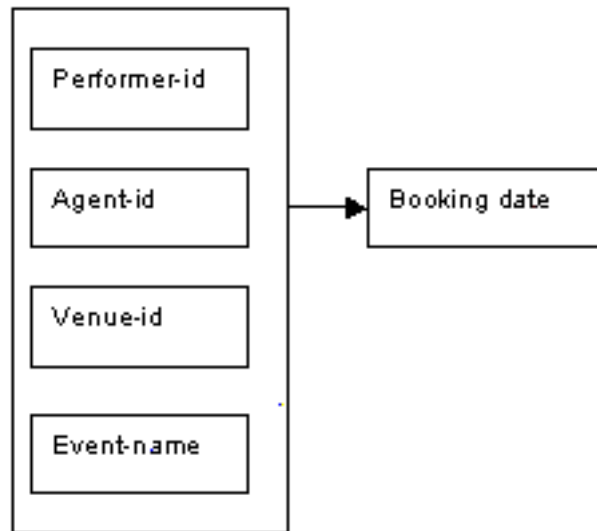 Performer-id
Agent-id
Booking date
Venue-id
Event-name